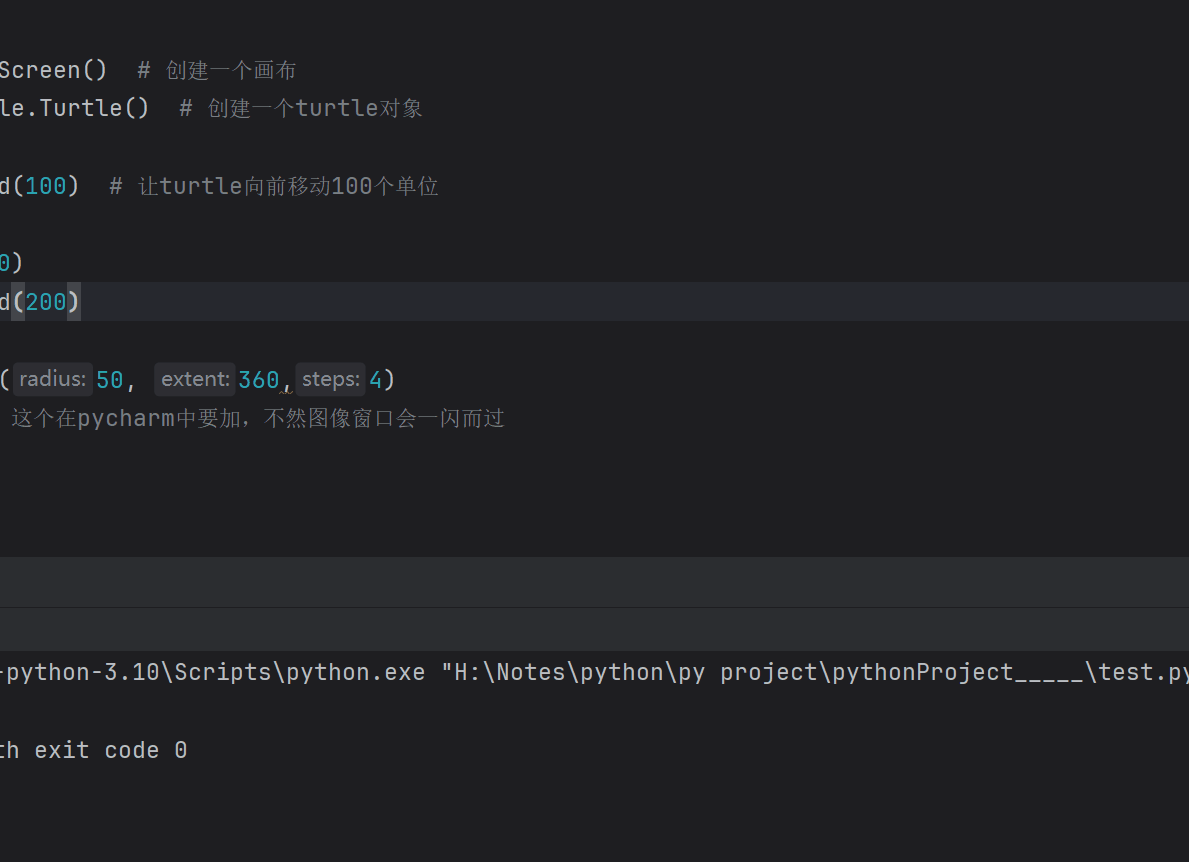 Screen()  # 创建一个画布
le.Turtle()  # 创建一个turtle对象
d(100)  # 让turtle向前移动100个单位
0)
d(200)
(radius: 50, extent: 360, steps: 4)
这个在pycharm中要加，不然图像窗口会一闪而过
-python-3.10\Scripts\python.exe "H:\Notes\python\py project\pythonProject_____\test.py
th exit code 0